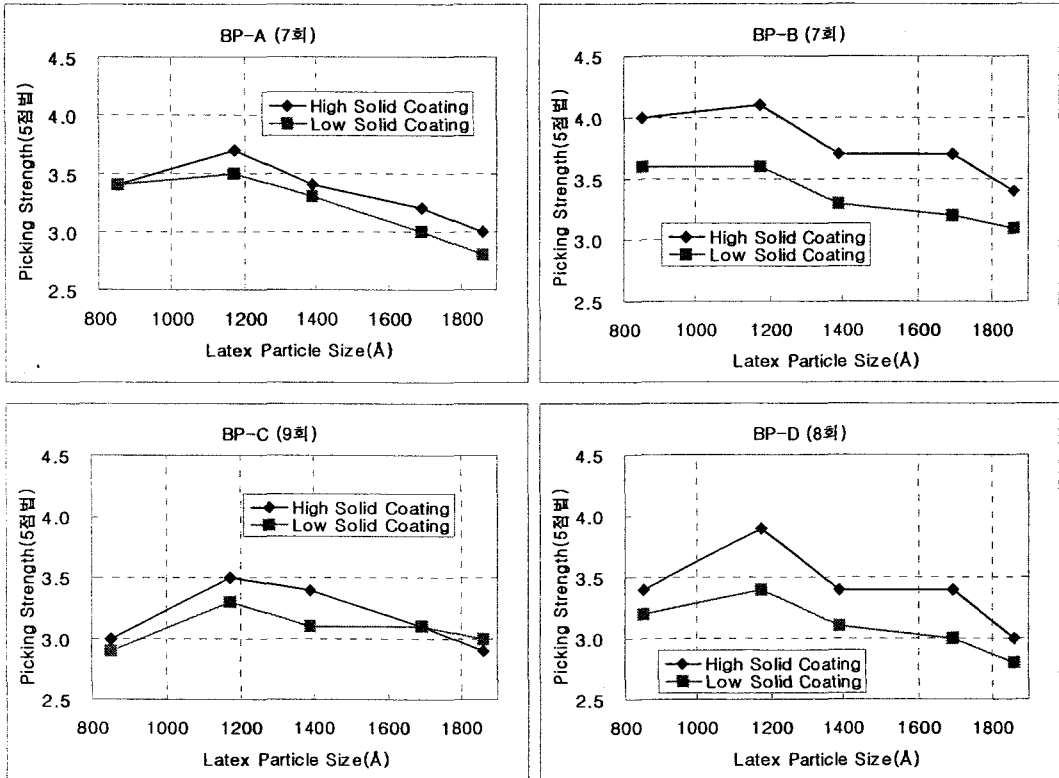 BP-A (7회)
Picking Strength(5점법)
4.5
4.0
3.5
3.0
2.5
High Solid Coating
Low Solid Coating
800 1000 1200 1400 1600 1800
Latex Particle Size(Å)
BP-B (7회)
Picking Strength(5점법)
4.5
4.0
3.5
3.0
2.5
High Solid Coating
Low Solid Coating
800 1000 1200 1400 1600 1800
Latex Particle Size(Å)
BP-C (9회)
Picking Strength(5점법)
4.5
4.0
3.5
3.0
2.5
High Solid Coating
Low Solid Coating
800 1000 1200 1400 1600 1800
Latex Particle Size(Å)
BP-D (8회)
Picking Strength(5점법)
4.5
4.0
3.5
3.0
2.5
High Solid Coating
Low Solid Coating
800 1000 1200 1400 1600 1800
Latex Particle Size(Å)